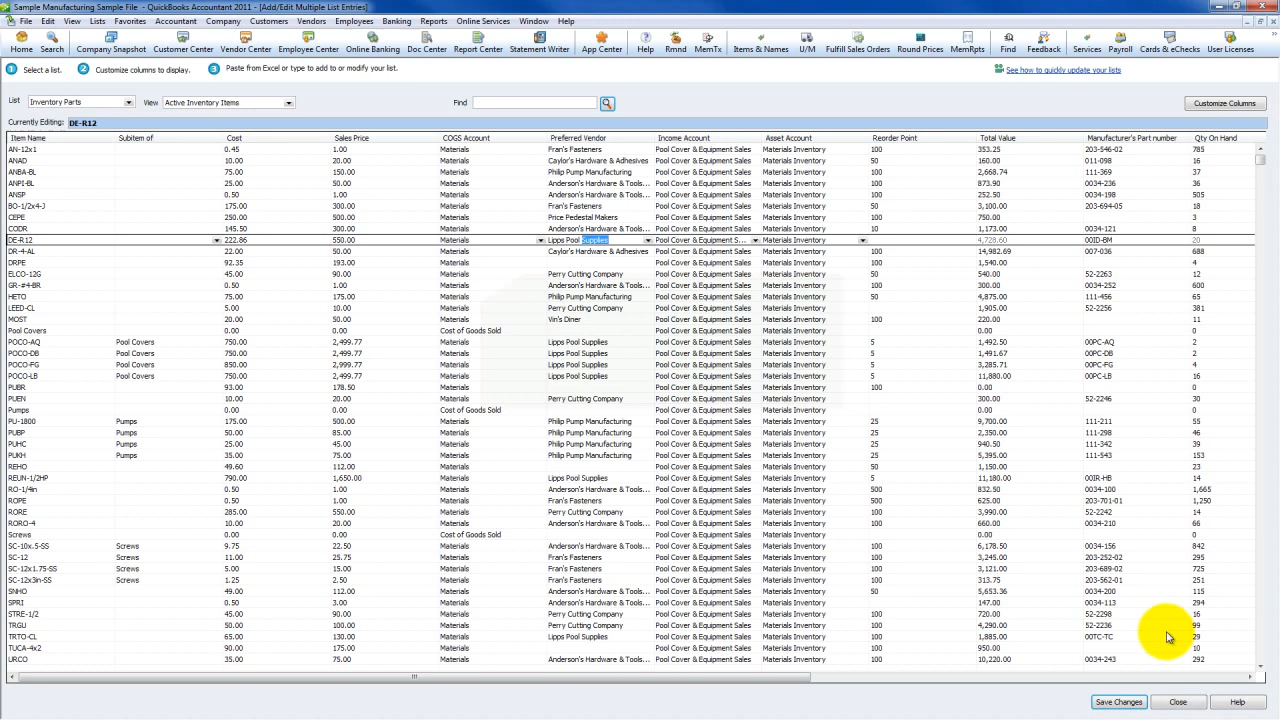 Sample Manufacturing Sample File - QuickBooks Accountant 2011 - [Add/Edit Multiple List Entries]
File Edit View Lists Favorites Accountant Company Customers Vendors Employees Banking Reports Online Services Window Help
Home Search Company Snapshot Customer Center Vendor Center Employee Center Online Banking Doc Center Report Center Statement Writer App Center Help Rmnd MemTx Items & Names U/M Fulfill Sales Orders Round Prices MemRpts Find Feedback Services Payroll Cards & eChecks User Licenses
1 Select a list. 2 Customize columns to display. 3 Paste from Excel or type to add or modify your list. See how to quickly update your lists
List Inventory Parts View Active Inventory Items Find Customize Columns
Currently Editing: DE-R12
Item Name Subitem of Cost Sales Price COGS Account Preferred Vendor Income Account Asset Account Reorder Point Total Value Manufacturer's Part number Qty On Hand
AN-12x1 0.45 1.00 Materials Fran's Fasteners Pool Cover & Equipment Sales Materials Inventory 100 353.25 203-546-02 785
ANAD 10.00 20.00 Materials Caylor's Hardware & Adhesives Pool Cover & Equipment Sales Materials Inventory 50 160.00 011-098 16
ANBA-BL 75.00 150.00 Materials Philip Pump Manufacturing Pool Cover & Equipment Sales Materials Inventory 100 2,668.74 111-369 37
ANPI-BL 25.00 50.00 Materials Anderson's Hardware & Tools... Pool Cover & Equipment Sales Materials Inventory 100 873.90 0034-236 36
ANSP 0.50 1.00 Materials Anderson's Hardware & Tools... Pool Cover & Equipment Sales Materials Inventory 100 252.50 0034-198 505
BO-1/2x4-J 175.00 300.00 Materials Fran's Fasteners Pool Cover & Equipment Sales Materials Inventory 50 3,100.00 203-694-05 18
CEPE 250.00 500.00 Materials Price Pedestal Makers Pool Cover & Equipment Sales Materials Inventory 10 750.00 3
CODR 145.50 300.00 Materials Anderson's Hardware & Tools... Pool Cover & Equipment Sales Materials Inventory 10 1,173.00 0034-121 8
DE-R12 222.86 550.00 Materials Lipps Pool Supplies Pool Cover & Equipment S... Materials Inventory 4,728.60 00ID-BM 20
DR-4-AL 22.00 50.00 Materials Caylor's Hardware & Adhesives Pool Cover & Equipment Sales Materials Inventory 100 14,982.69 007-036 688
DRPE 92.35 193.00 Materials Pool Cover & Equipment Sales Materials Inventory 100 1,540.00 4
ELCO-12G 45.00 90.00 Materials Perry Cutting Company Pool Cover & Equipment Sales Materials Inventory 50 540.00 52-2263 12
GR-#4-BR 0.50 1.00 Materials Anderson's Hardware & Tools... Pool Cover & Equipment Sales Materials Inventory 100 300.00 0034-252 600
HETO 75.00 175.00 Materials Philip Pump Manufacturing Pool Cover & Equipment Sales Materials Inventory 50 4,875.00 111-456 65
LEED-CL 5.00 10.00 Materials Perry Cutting Company Pool Cover & Equipment Sales Materials Inventory 1,905.00 52-2256 381
MOST 20.00 20.00 Materials Vin's Diner Pool Cover & Equipment Sales Materials Inventory 100 220.00 11
Pool Covers 0.00 0.00 Cost of Goods Sold Pool Cover & Equipment Sales Materials Inventory 0.00 0
POCO-AQ Pool Covers 750.00 2,499.77 Materials Lipps Pool Supplies Pool Cover & Equipment Sales Materials Inventory 5 1,492.50 00PC-AQ 2
POCO-DB Pool Covers 750.00 2,499.77 Materials Lipps Pool Supplies Pool Cover & Equipment Sales Materials Inventory 5 1,491.67 00PC-DB 2
POCO-FG Pool Covers 850.00 2,999.77 Materials Lipps Pool Supplies Pool Cover & Equipment Sales Materials Inventory 5 3,285.71 00PC-FG 4
POCO-LB Pool Covers 750.00 2,499.77 Materials Lipps Pool Supplies Pool Cover & Equipment Sales Materials Inventory 5 11,880.00 00PC-LB 16
PUBR 93.00 178.50 Materials Pool Cover & Equipment Sales Materials Inventory 100 0.00 0
PUEN 10.00 20.00 Materials Perry Cutting Company Pool Cover & Equipment Sales Materials Inventory 300.00 52-2246 30
Pumps 0.00 0.00 Cost of Goods Sold Pool Cover & Equipment Sales Materials Inventory 0.00 0
PU-1800 Pumps 175.00 500.00 Materials Philip Pump Manufacturing Pool Cover & Equipment Sales Materials Inventory 25 9,700.00 111-211 55
PUBP Pumps 50.00 85.00 Materials Philip Pump Manufacturing Pool Cover & Equipment Sales Materials Inventory 25 2,350.00 111-298 46
PUHC Pumps 25.00 45.00 Materials Philip Pump Manufacturing Pool Cover & Equipment Sales Materials Inventory 25 940.50 111-342 39
PUKH Pumps 35.00 75.00 Materials Philip Pump Manufacturing Pool Cover & Equipment Sales Materials Inventory 25 5,395.00 111-543 153
REHO 49.60 112.00 Materials Pool Cover & Equipment Sales Materials Inventory 50 1,150.00 23
REUN-1/2HP 790.00 1,650.00 Materials Lipps Pool Supplies Pool Cover & Equipment Sales Materials Inventory 11,180.00 00IR-HB 14
RO-1/4in 0.50 1.00 Materials Anderson's Hardware & Tools... Pool Cover & Equipment Sales Materials Inventory 500 832.50 0034-100 1,665
ROPE 0.50 1.00 Materials Fran's Fasteners Pool Cover & Equipment Sales Materials Inventory 500 625.00 203-701-01 1,250
RORE 285.00 550.00 Materials Perry Cutting Company Pool Cover & Equipment Sales Materials Inventory 100 3,990.00 52-2242 14
RORO-4 10.00 20.00 Materials Anderson's Hardware & Tools... Pool Cover & Equipment Sales Materials Inventory 100 660.00 0034-210 66
Screws 0.00 0.00 Cost of Goods Sold Pool Cover & Equipment Sales Materials Inventory 0.00 0
SC-10x.5-SS Screws 9.75 22.50 Materials Anderson's Hardware & Tools... Pool Cover & Equipment Sales Materials Inventory 100 6,178.50 0034-156 842
SC-12 Screws 11.00 25.75 Materials Fran's Fasteners Pool Cover & Equipment Sales Materials Inventory 100 3,245.00 203-252-02 295
SC-12x1.75-SS Screws 5.00 15.00 Materials Fran's Fasteners Pool Cover & Equipment Sales Materials Inventory 100 3,121.00 203-689-02 725
SC-12x3in-SS Screws 1.25 2.50 Materials Fran's Fasteners Pool Cover & Equipment Sales Materials Inventory 100 313.75 203-562-01 251
SNHO 49.00 112.00 Materials Anderson's Hardware & Tools... Pool Cover & Equipment Sales Materials Inventory 50 5,653.36 0034-200 115
SPRI 0.50 3.00 Materials Anderson's Hardware & Tools... Pool Cover & Equipment Sales Materials Inventory 147.00 0034-113 294
STRE-1/2 45.00 90.00 Materials Perry Cutting Company Pool Cover & Equipment Sales Materials Inventory 100 720.00 52-2298 16
TRGU 50.00 100.00 Materials Perry Cutting Company Pool Cover & Equipment Sales Materials Inventory 100 4,290.00 52-2236 99
TRTO-CL 65.00 130.00 Materials Lipps Pool Supplies Pool Cover & Equipment Sales Materials Inventory 100 1,885.00 00TC-TC 29
TUCA-4x2 90.00 100.00 Materials Pool Cover & Equipment Sales Materials Inventory 100 950.00 10
URCO 35.00 75.00 Materials Anderson's Hardware & Tools... Pool Cover & Equipment Sales Materials Inventory 100 10,220.00 0034-243 292
Save Changes Close Help